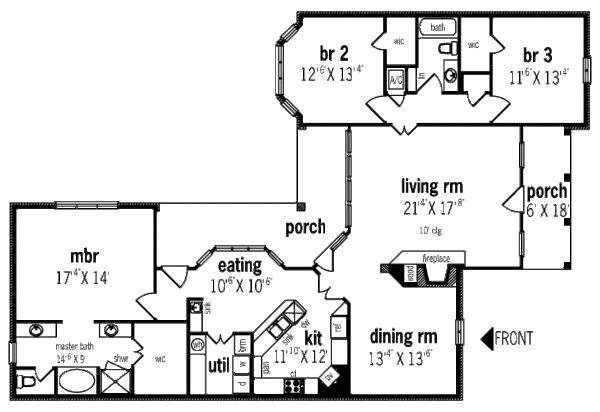 bath
br 2
12'6" X 13'4"
wic
wic
br 3
11'6" X 13'4"
A/C
lin
living rm
21'4" X 17'8"
10' clg
porch
6' X 18'
porch
mbr
17'4" X 14'
eating
10'6" X 10'6"
fireplace
wood
sink
dw
sink
kit
11'10" X 12'
ref
dining rm
13'4" X 13'6"
FRONT
master bath
14'6" X 9'
shwr
wic
wh
util
brm
w
d
pan
ct
ov